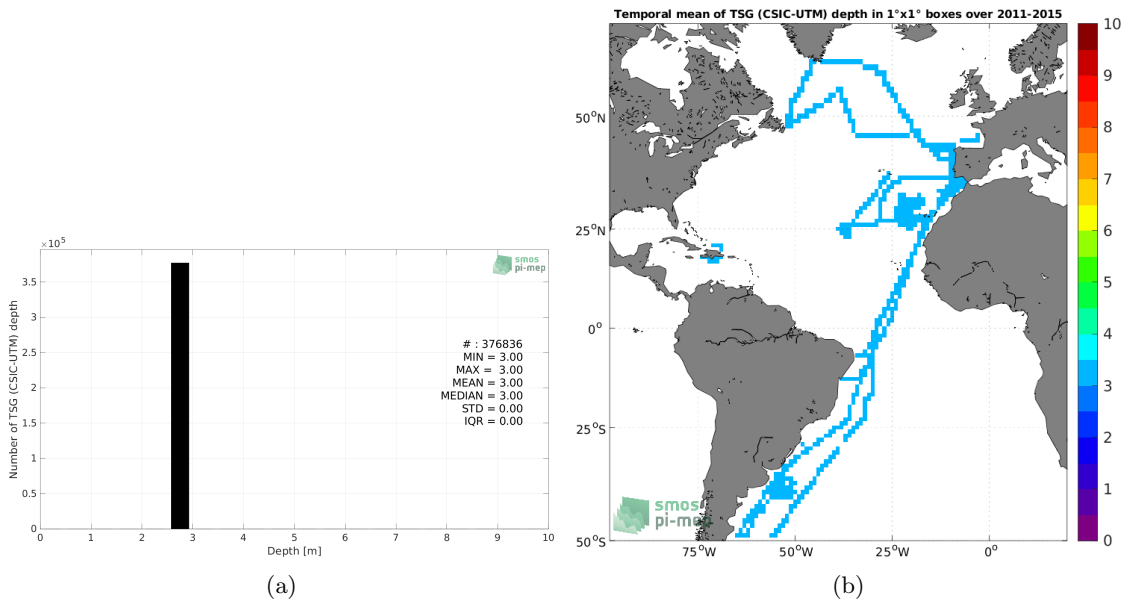 ×10⁵
3.5
3
2.5
2
1.5
1
0.5
0
Number of TSG (CSIC-UTM) depth
smos
pi-mep
# : 376836
MIN = 3.00
MAX = 3.00
MEAN = 3.00
MEDIAN = 3.00
STD = 0.00
IQR = 0.00
0 1 2 3 4 5 6 7 8 9 10
Depth [m]
(a)
Temporal mean of TSG (CSIC-UTM) depth in 1°x1° boxes over 2011-2015
50°N
25°N
0°
25°S
50°S
75°W 50°W 25°W 0°
smos
pi-mep
10
9
8
7
6
5
4
3
2
1
0
(b)